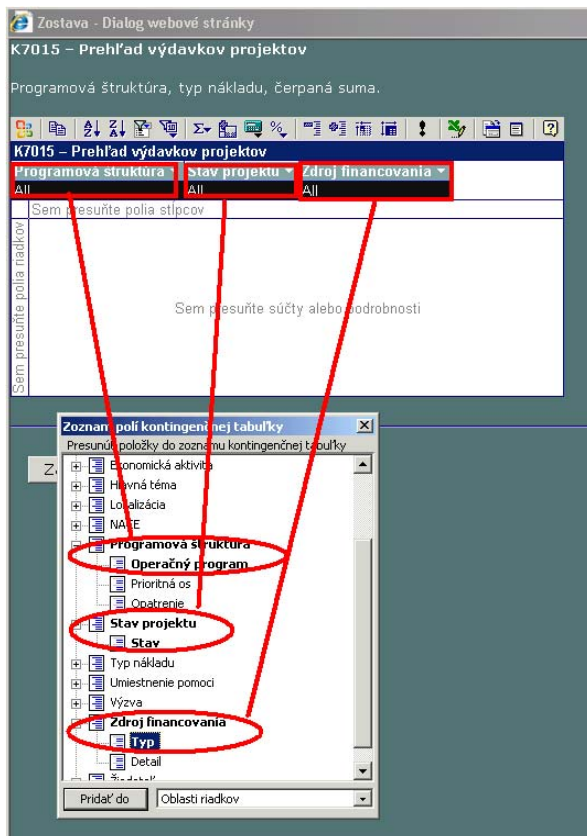 Zostava - Dialog webové stránky
K7015 – Prehľad výdavkov projektov
Programová štruktúra, typ nákladu, čerpaná suma.
K7015 – Prehľad výdavkov projektov
Programová štruktúra Stav projektu Zdroj financovania
All All All
Sem presuňte polia stĺpcov
Sem presuňte polia riadkov
Sem presuňte súčty alebo podrobnosti
Zoznam polí kontingenčnej tabuľky
Presunúť položky do zoznamu kontingenčnej tabuľky
Ekonomická aktivita
Hlavná téma
Lokalizácia
NACE
Programová štruktúra
Operačný program
Prioritná os
Opatrenie
Stav projektu
Stav
Typ nákladu
Umiestnenie pomoci
Výzva
Zdroj financovania
Typ
Detail
Žiadateľ
Pridať do Oblasti riadkov